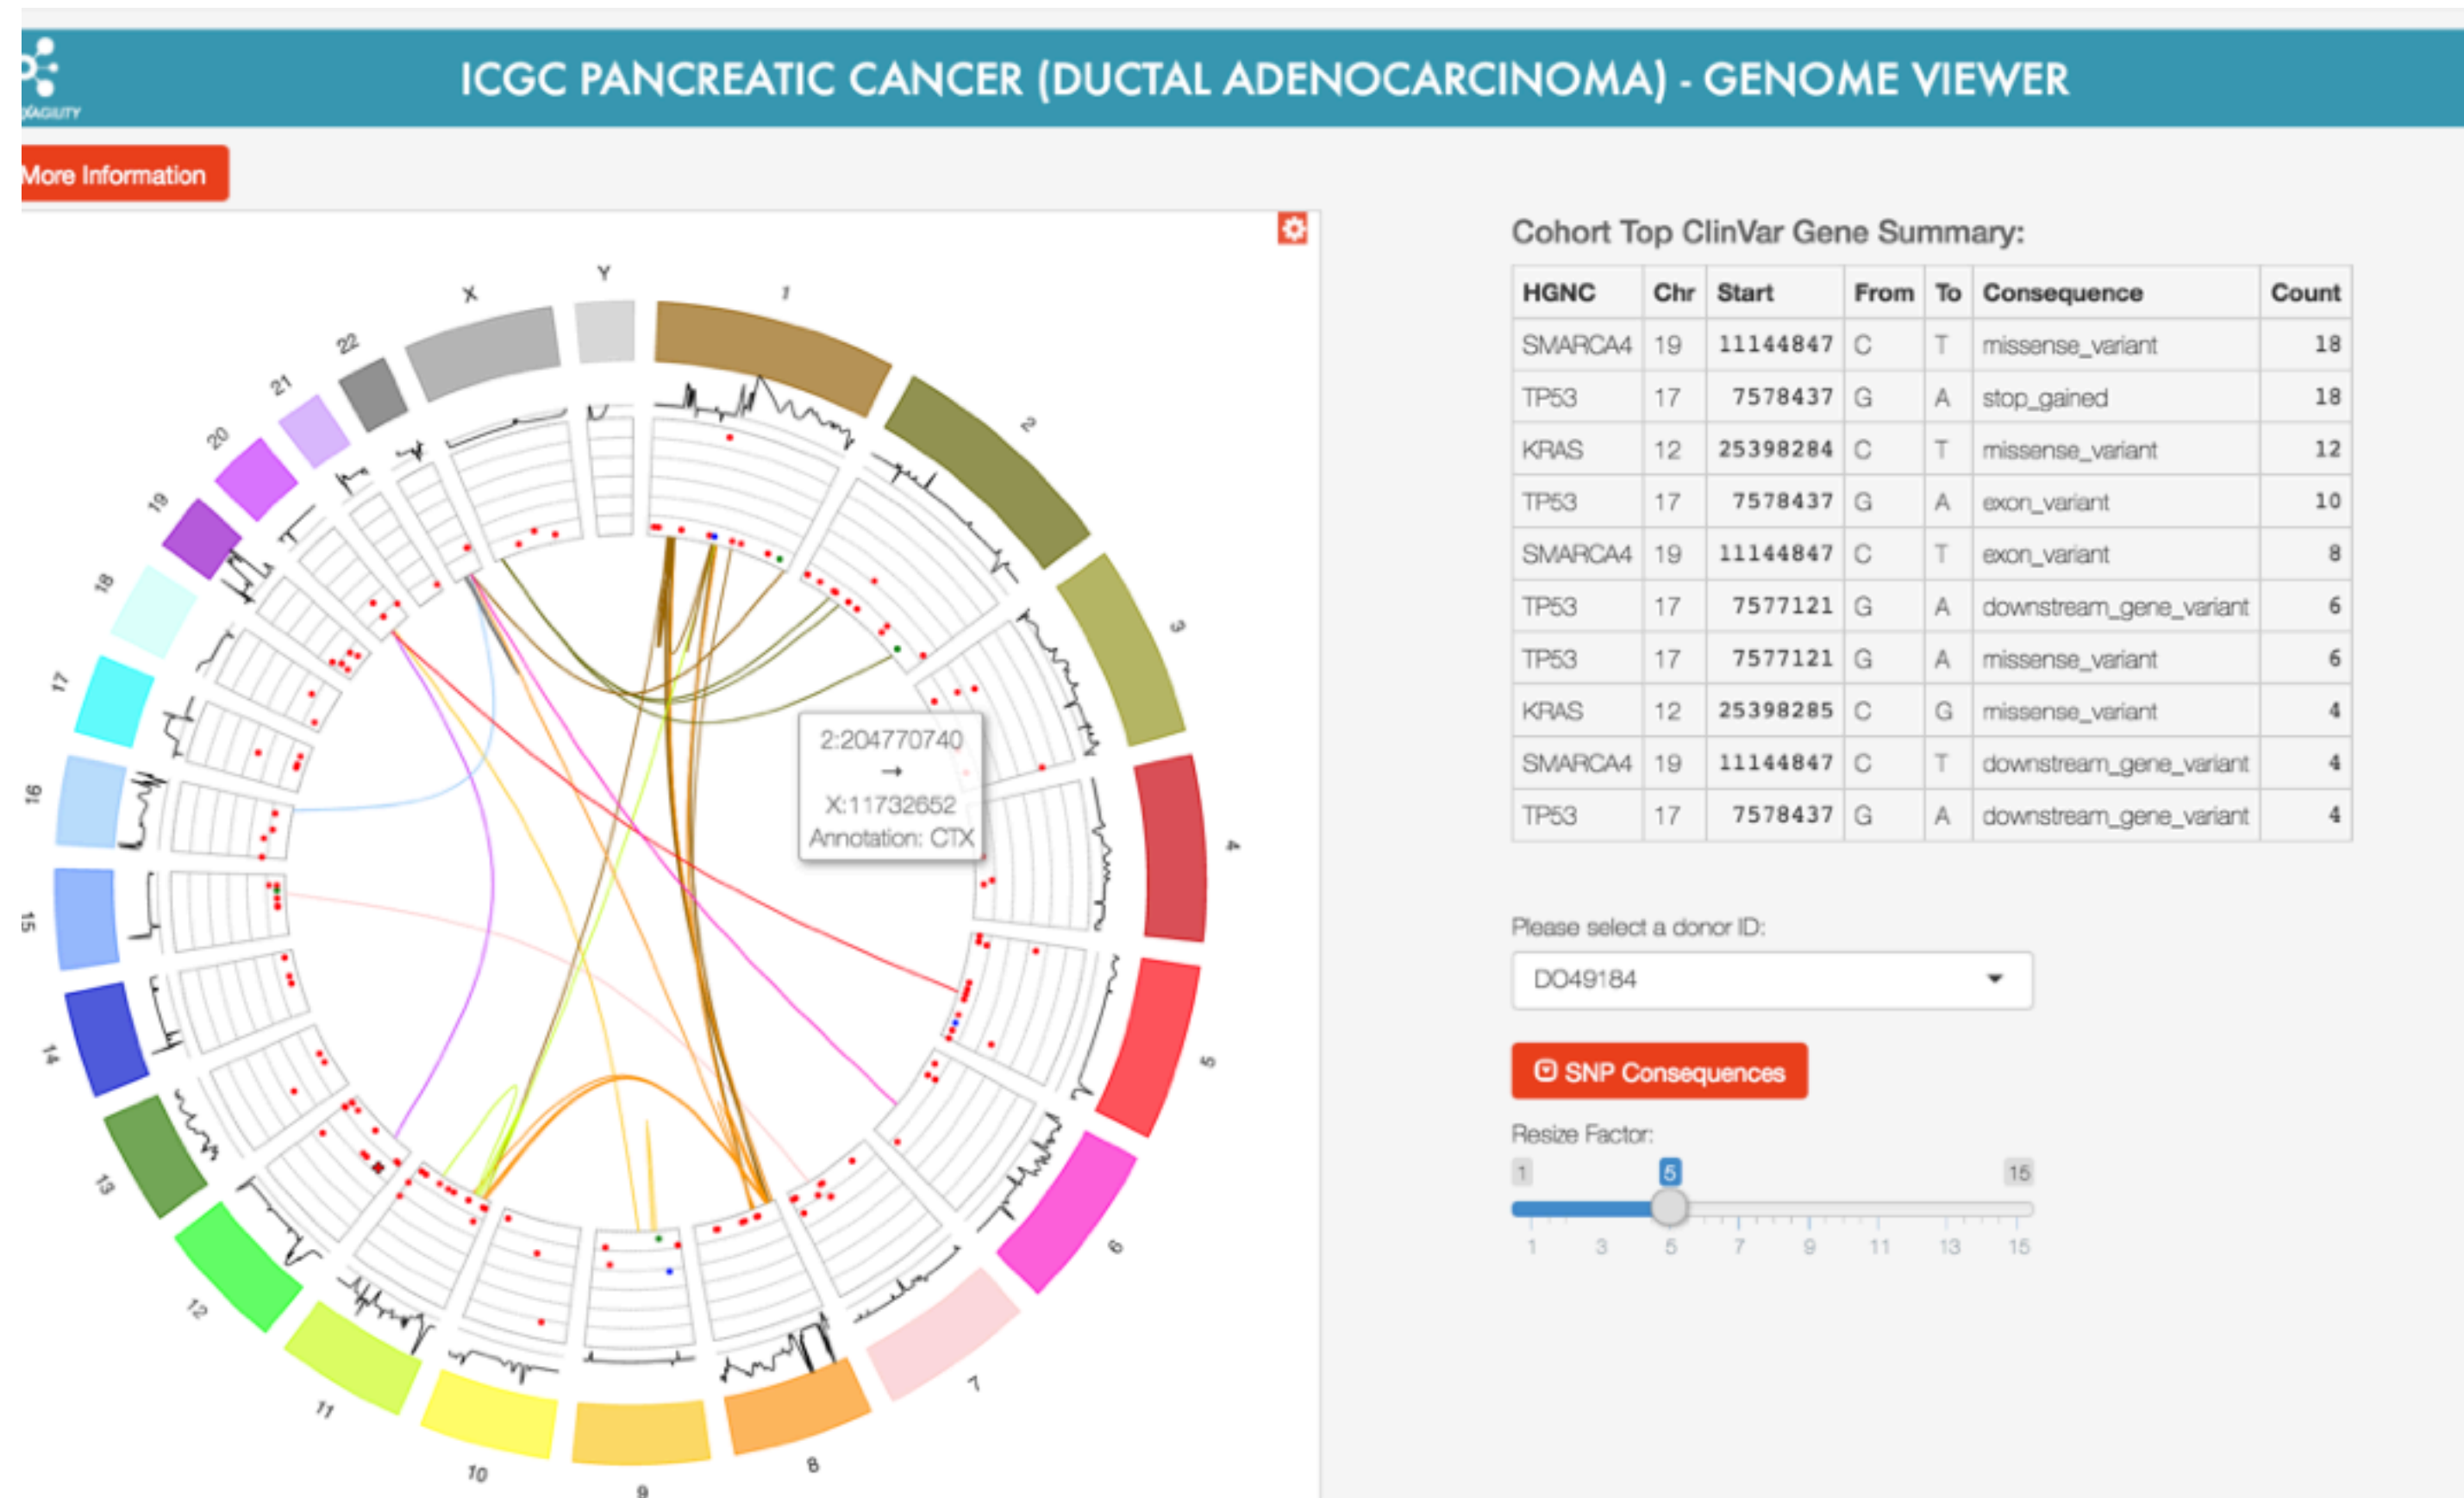 ICGC PANCREATIC CANCER (DUCTAL ADENOCARCINOMA) - GENOME VIEWER
More Information
Cohort Top ClinVar Gene Summary:
HGNC Chr Start From To Consequence Count
SMARCA4 19 11144847 C T missense_variant 18
TP53 17 7578437 G A stop_gained 18
KRAS 12 25398284 C T missense_variant 12
TP53 17 7578437 G A exon_variant 10
SMARCA4 19 11144847 C T exon_variant 8
TP53 17 7577121 G A downstream_gene_variant 6
TP53 17 7577121 G A missense_variant 6
KRAS 12 25398285 C G missense_variant 4
SMARCA4 19 11144847 C T downstream_gene_variant 4
TP53 17 7578437 G A downstream_gene_variant 4
Y
1
2
3
4
5
6
7
8
9
10
11
12
13
14
15
16
17
18
19
20
21
22
X
2:204770740
→
X:11732652
Annotation: CTX
Please select a donor ID:
DO49184
SNP Consequences
Resize Factor:
1 5 15
1 3 5 7 9 11 13 15